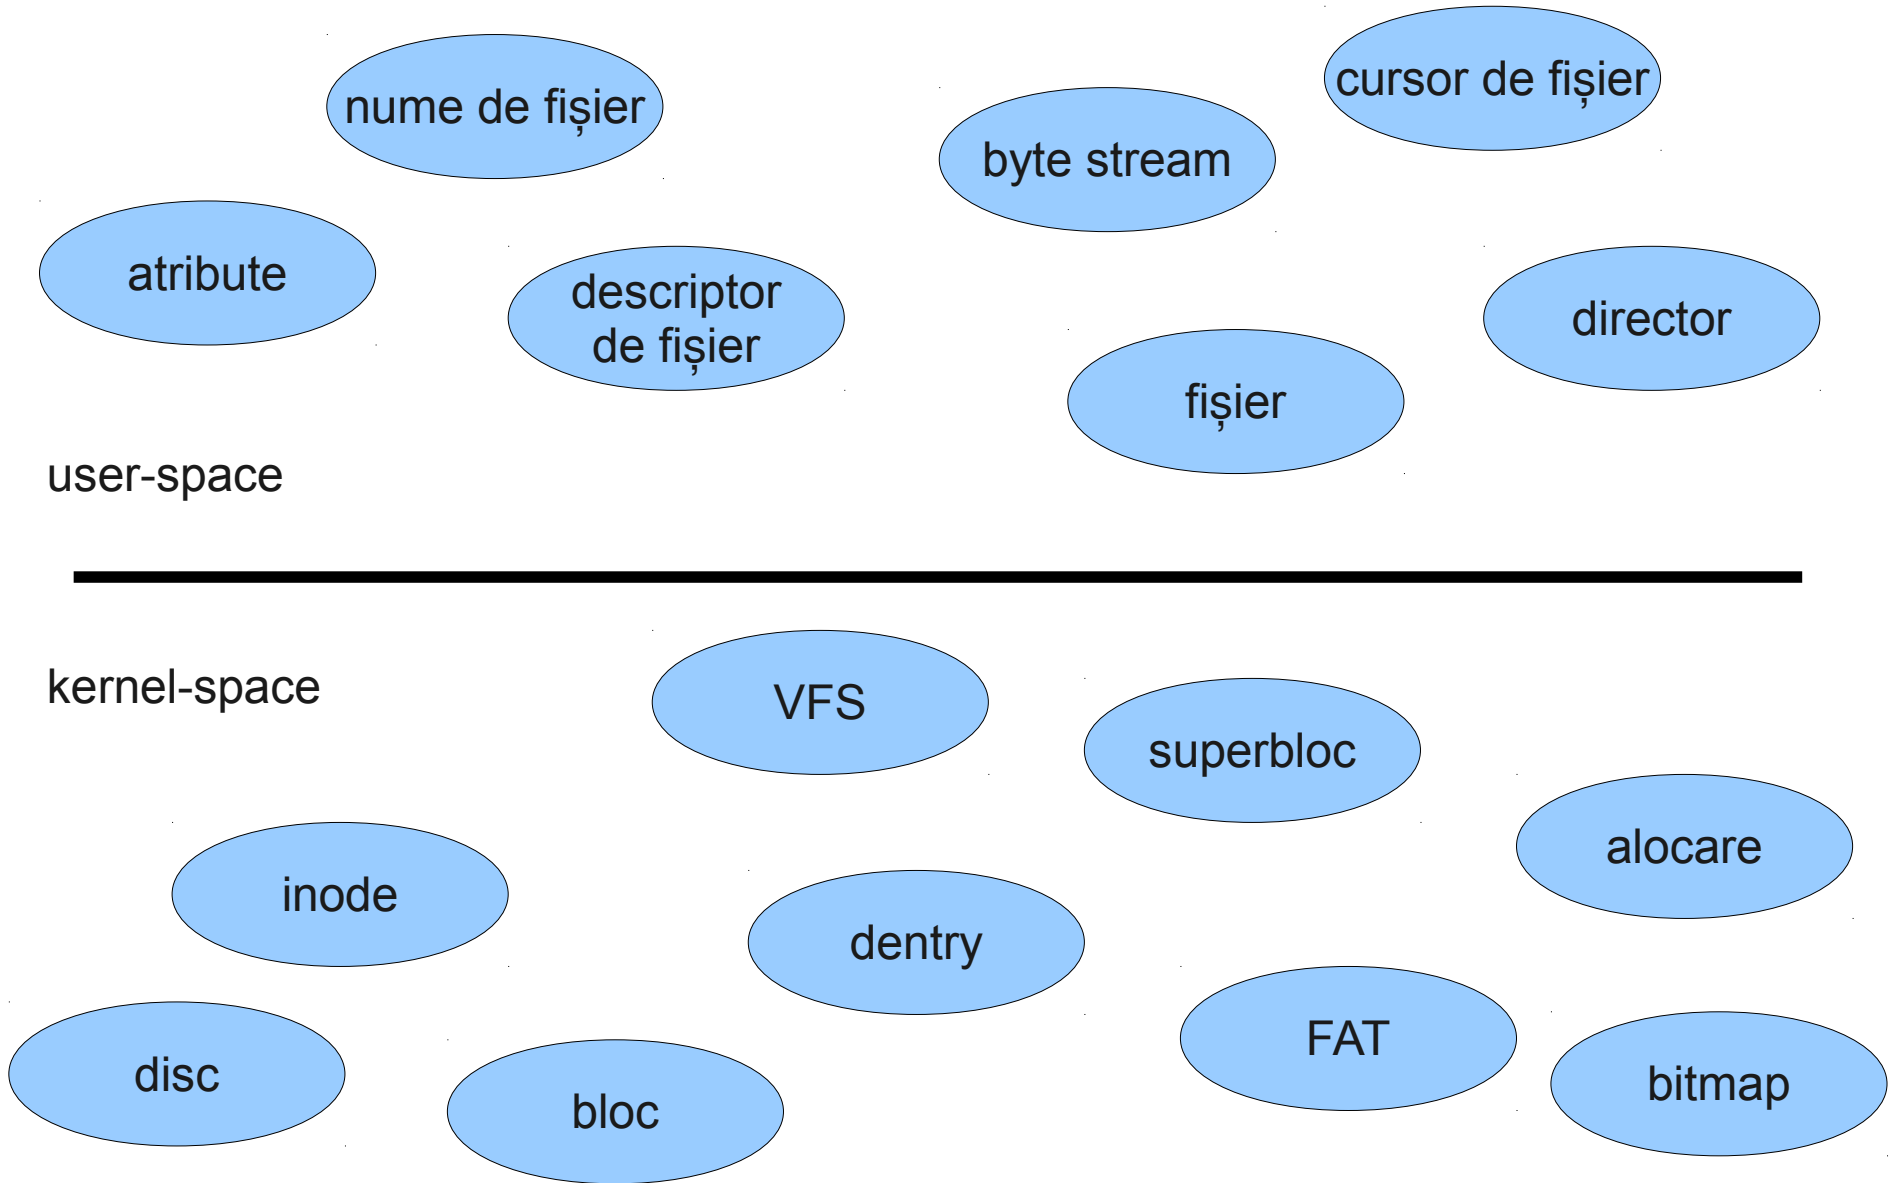 cursor de fișier
nume de fișier
byte stream
atribute
descriptor
de fișier
director
fișier
user-space
kernel-space
VFS
superbloc
alocare
inode
dentry
FAT
disc
bitmap
bloc